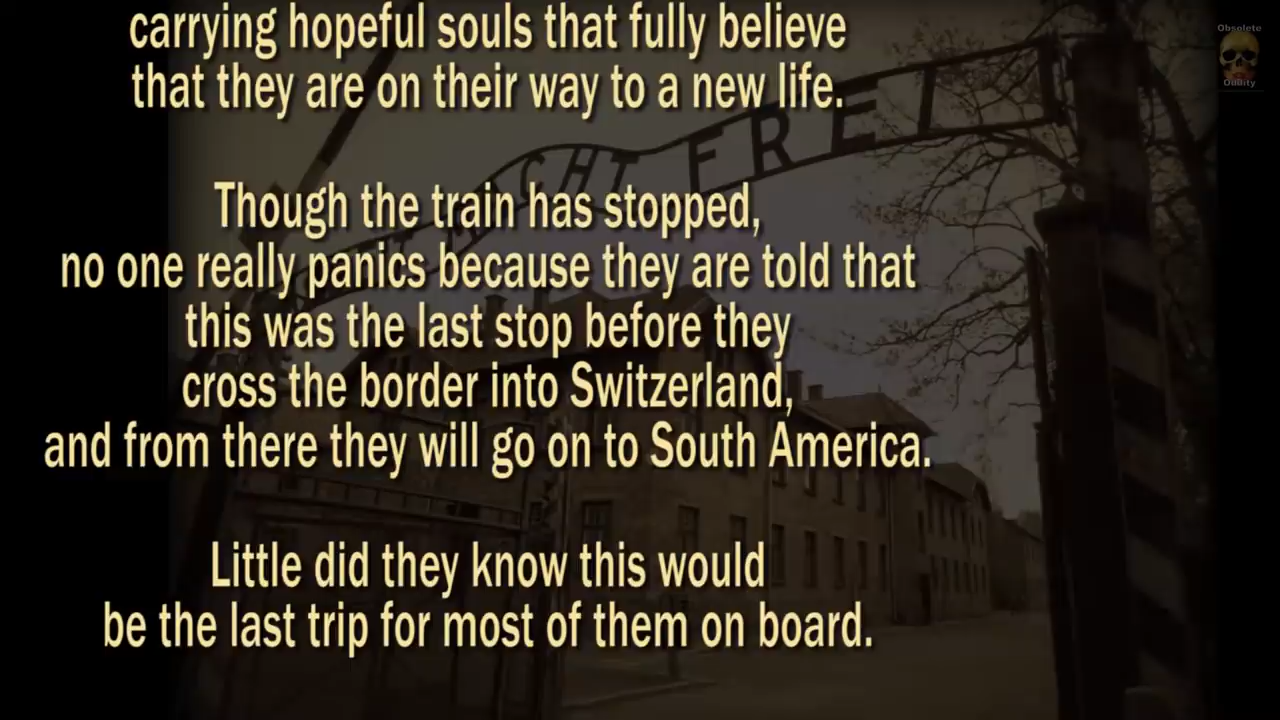 carrying hopeful souls that fully believe
that they are on their way to a new life.
Though the train has stopped,
no one really panics because they are told that
this was the last stop before they
cross the border into Switzerland,
and from there they will go on to South America.
Little did they know this would
be the last trip for most of them on board.
MACHT FREI
Obsolete
Oddity